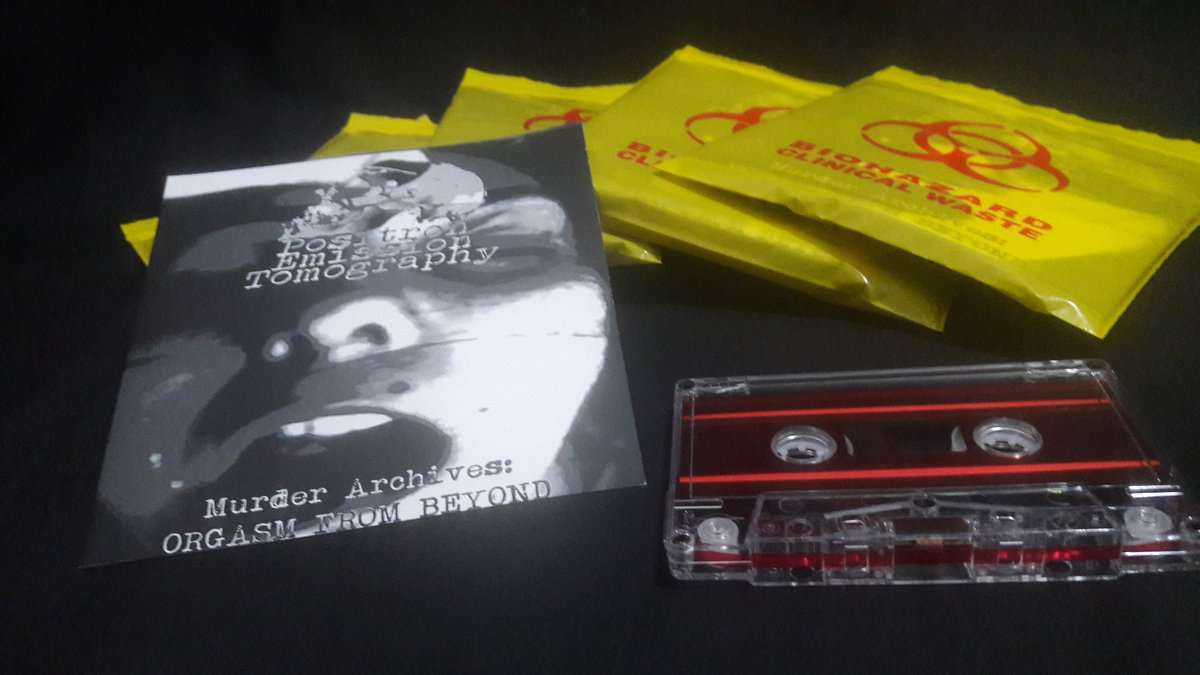 Positron
Emission
Tomography
Murder Archives:
ORGASM FROM BEYOND
BIOHAZARD
CLINICAL WASTE